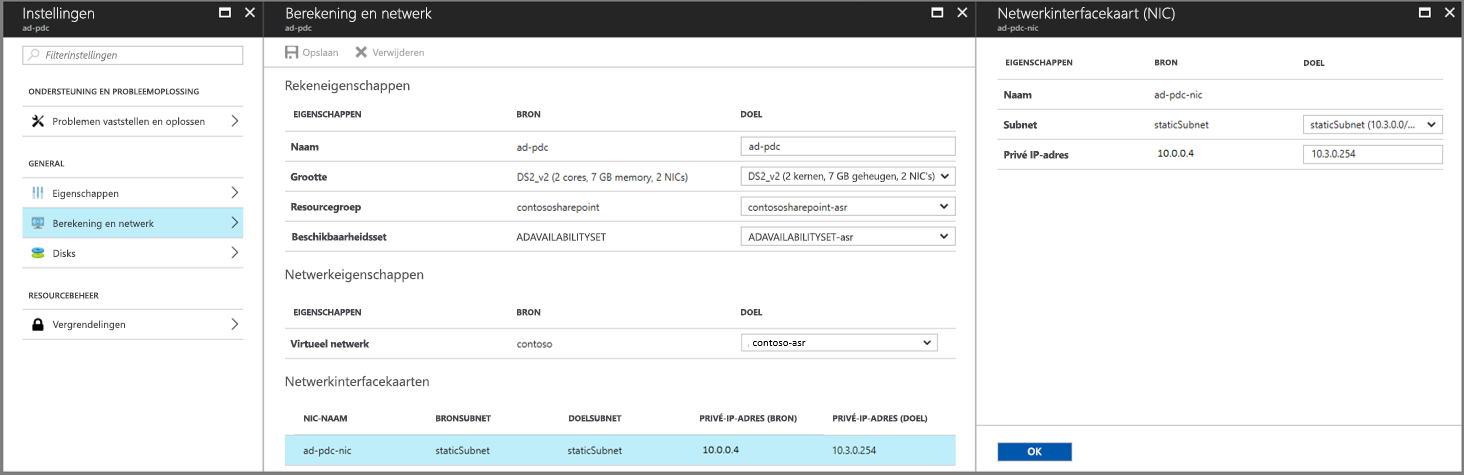 Instellingen
ad-pdc
Filterinstellingen
ONDERSTEUNING EN PROBLEEMOPLOSSING
Problemen vaststellen en oplossen
GENERAL
Eigenschappen
Berekening en netwerk
Disks
RESOURCEBEHEER
Vergrendelingen
Berekening en netwerk
ad-pdc
Opslaan Verwijderen
Rekeneigenschappen
EIGENSCHAPPEN BRON DOEL
Naam ad-pdc ad-pdc
Grootte DS2_v2 (2 cores, 7 GB memory, 2 NICs) DS2_v2 (2 kernen, 7 GB geheugen, 2 NIC's)
Resourcegroep contososharepoint contososharepoint-asr
Beschikbaarheidsset ADAVAILABILITYSET ADAVAILABILITYSET-asr
Netwerkeigenschappen
EIGENSCHAPPEN BRON DOEL
Virtueel netwerk contoso contoso-asr
Netwerkinterfacekaarten
NIC-NAAM BRONSUBNET DOELSUBNET PRIVÉ-IP-ADRES (BRON) PRIVÉ-IP-ADRES (DOEL)
ad-pdc-nic staticSubnet staticSubnet 10.0.0.4 10.3.0.254
Netwerkinterfacekaart (NIC)
ad-pdc-nic
EIGENSCHAPPEN BRON DOEL
Naam ad-pdc-nic
Subnet staticSubnet staticSubnet (10.3.0.0/...
Privé IP-adres 10.0.0.4 10.3.0.254
OK